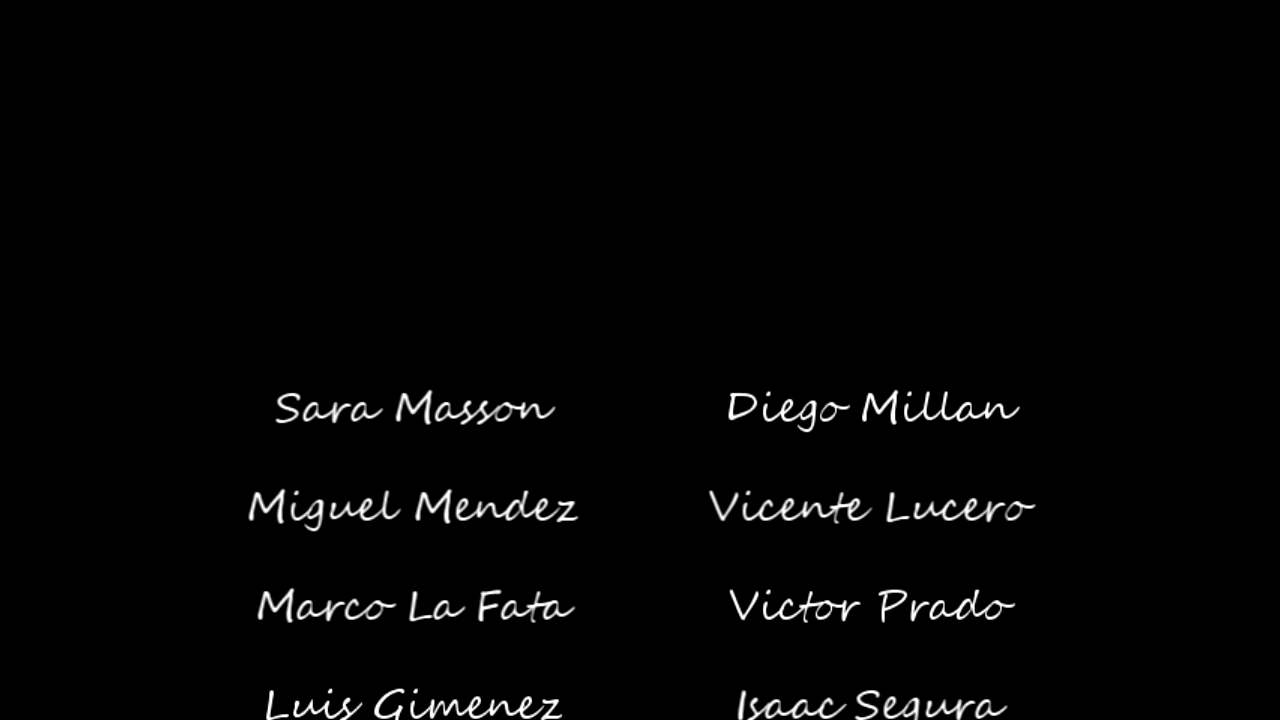 Sara Masson Diego Millan
Miguel Mendez Vicente Lucero
Marco La Fata Victor Prado
Luis Gimenez Isaac Segura